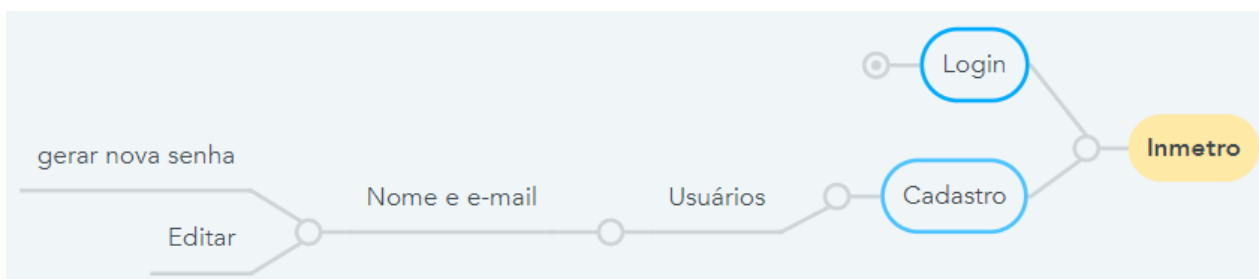 Login
Inmetro
gerar nova senha
Nome e e-mail
Usuários
Cadastro
Editar